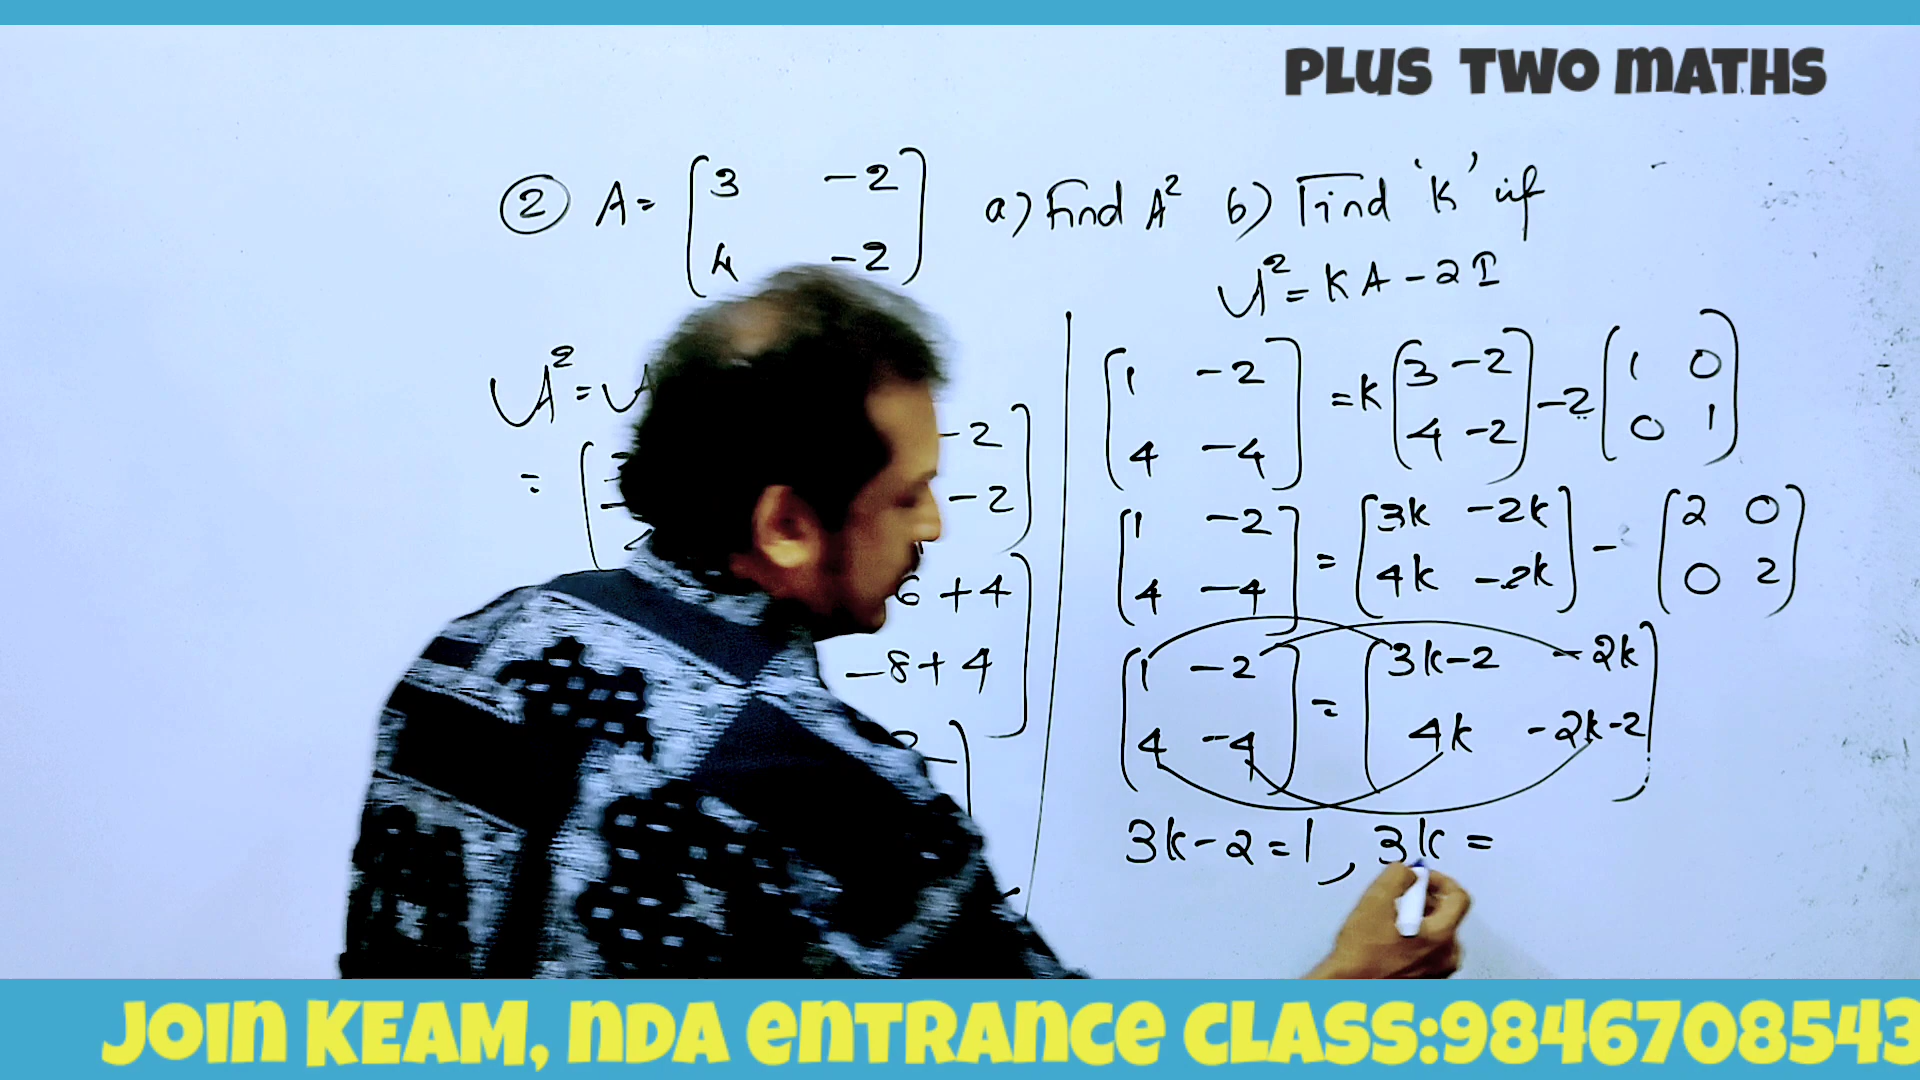 PLUS TWO MATHS
② A = [3 -2
4 -2] a) Find A² b) Find 'K' if
A² = KA - 2I
A² =
[1 -2
4 -4] = K [3 -2
4 -2] - 2 [1 0
0 1]
= -2
-2
[1 -2
4 -4] = [3k -2k
4k -2k] - [2 0
0 2]
6 + 4
-8 + 4
[1 -2
4 -4] = [3k-2 -2k
4k -2k-2]
3k - 2 = 1, 3k =
JOIN KEAM, NDA ENTRANCE CLASS:9846708543